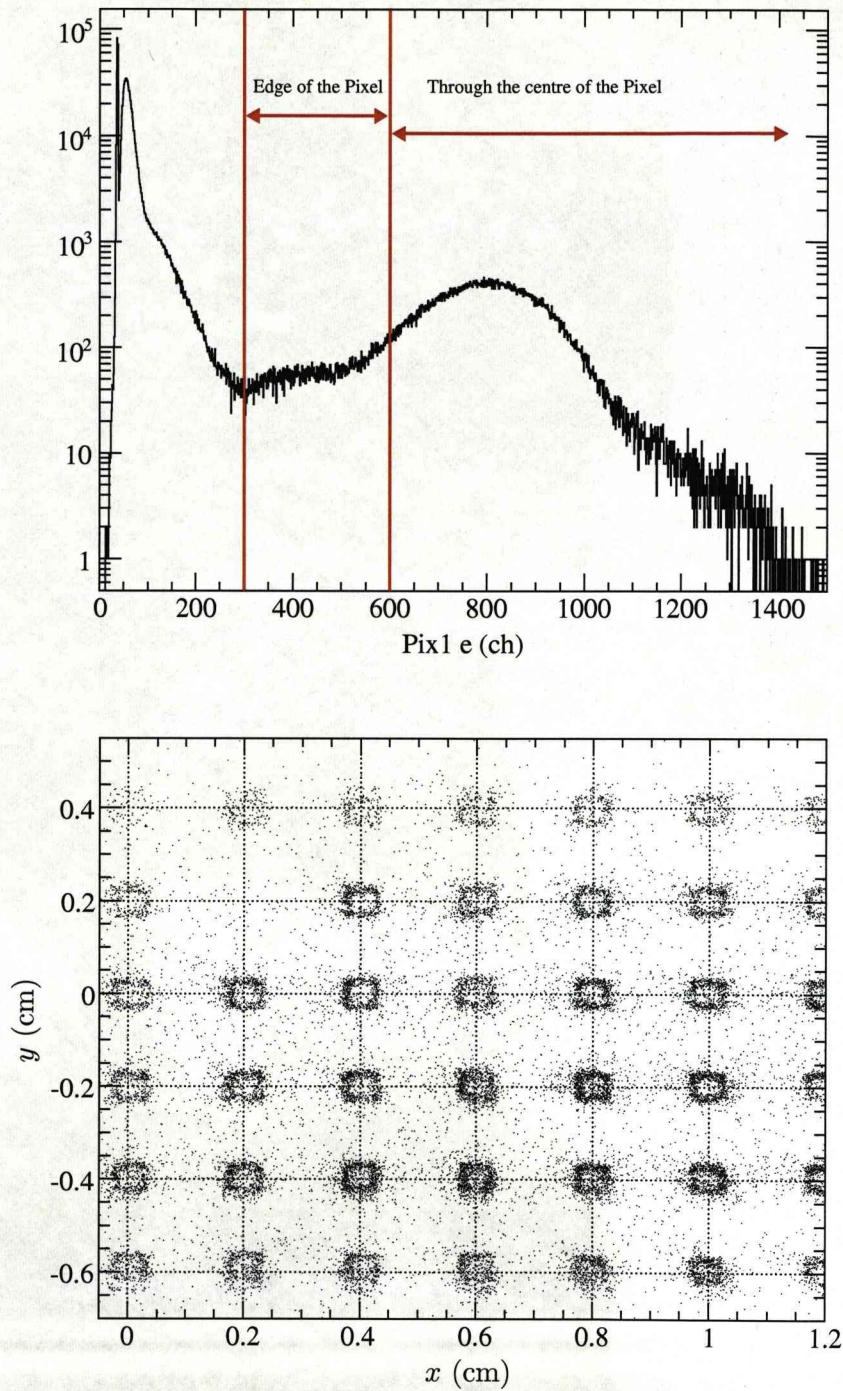 10^5
10^4
10^3
10^2
10
1
Edge of the Pixel
Through the centre of the Pixel
0 200 400 600 800 1000 1200 1400
Pix1 e (ch)
0.4
0.2
0
-0.2
-0.4
-0.6
y (cm)
0 0.2 0.4 0.6 0.8 1 1.2
x (cm)